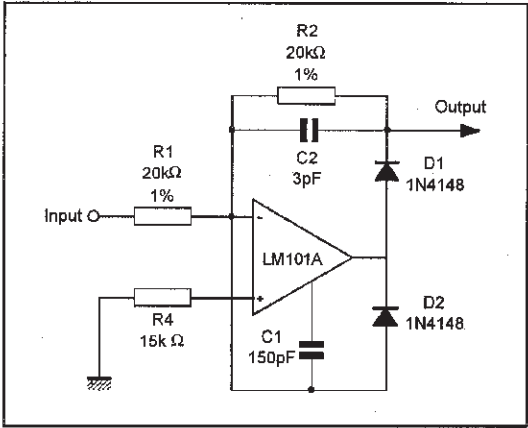 R2
20kΩ
1%
Output
C2
3pF
D1
1N4148
R1
20kΩ
1%
Input
-
LM101A
+
R4
15k Ω
C1
150pF
D2
1N4148